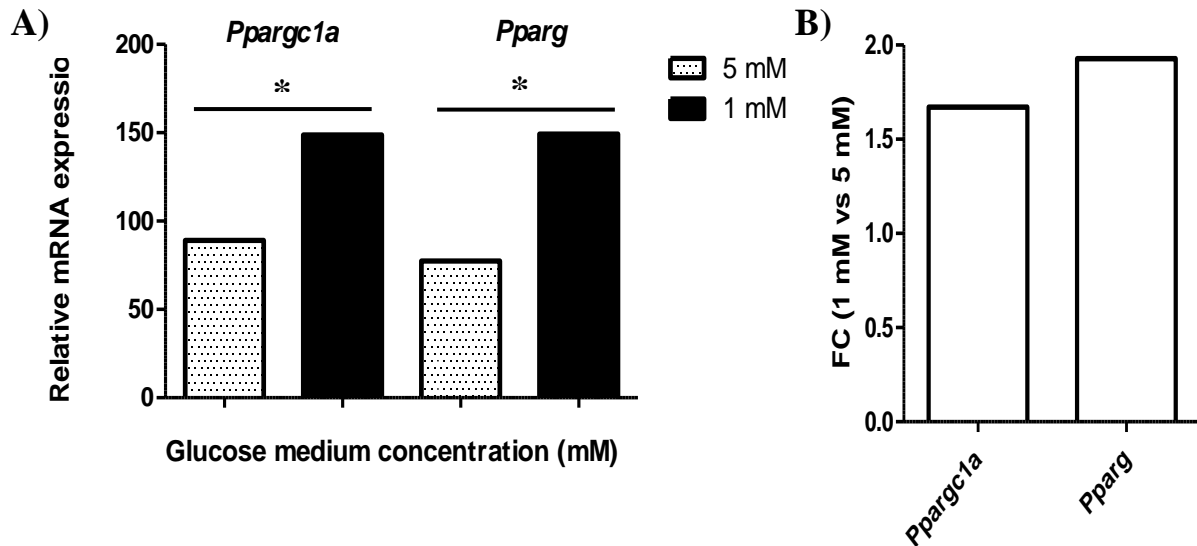 A)
Ppargc1a Pparg
* *
Relative mRNA expressio
200
150
100
50
0
Glucose medium concentration (mM)
5 mM
1 mM
B)
FC (1 mM vs 5 mM)
2.0
1.5
1.0
0.5
0.0
Ppargc1a
Pparg